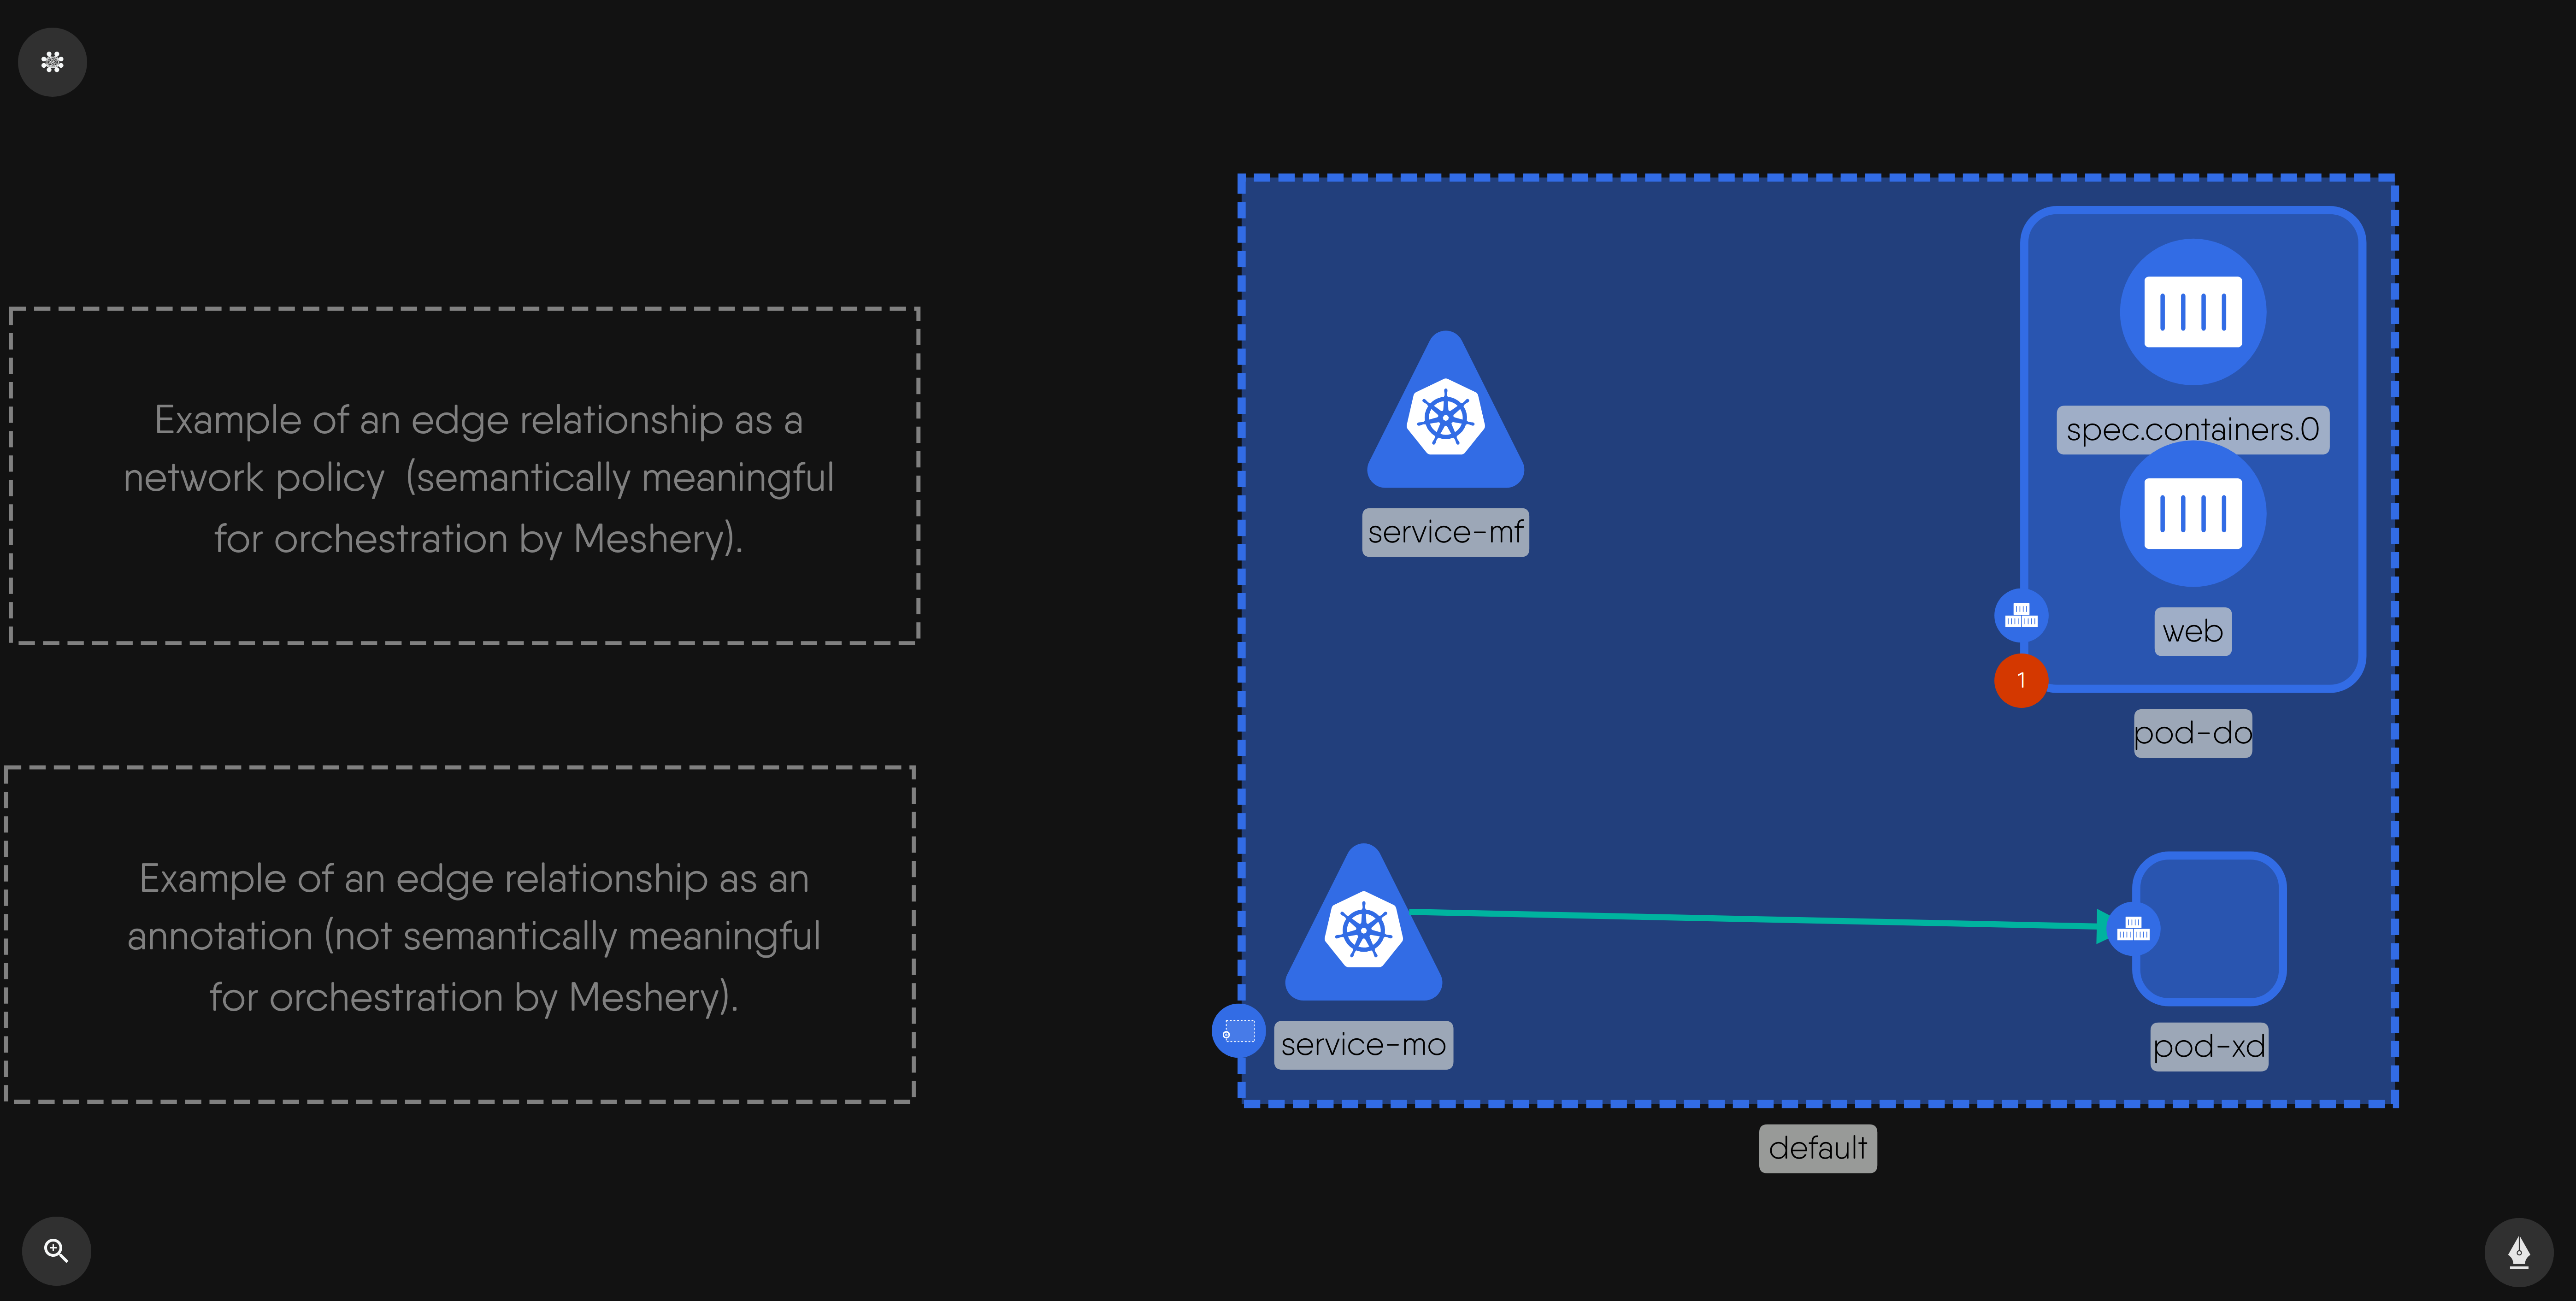 Example of an edge relationship as a
network policy (semantically meaningful
for orchestration by Meshery).
Example of an edge relationship as an
annotation (not semantically meaningful
for orchestration by Meshery).
spec.containers.0
service-mf
web
1
pod-do
service-mo
pod-xd
default